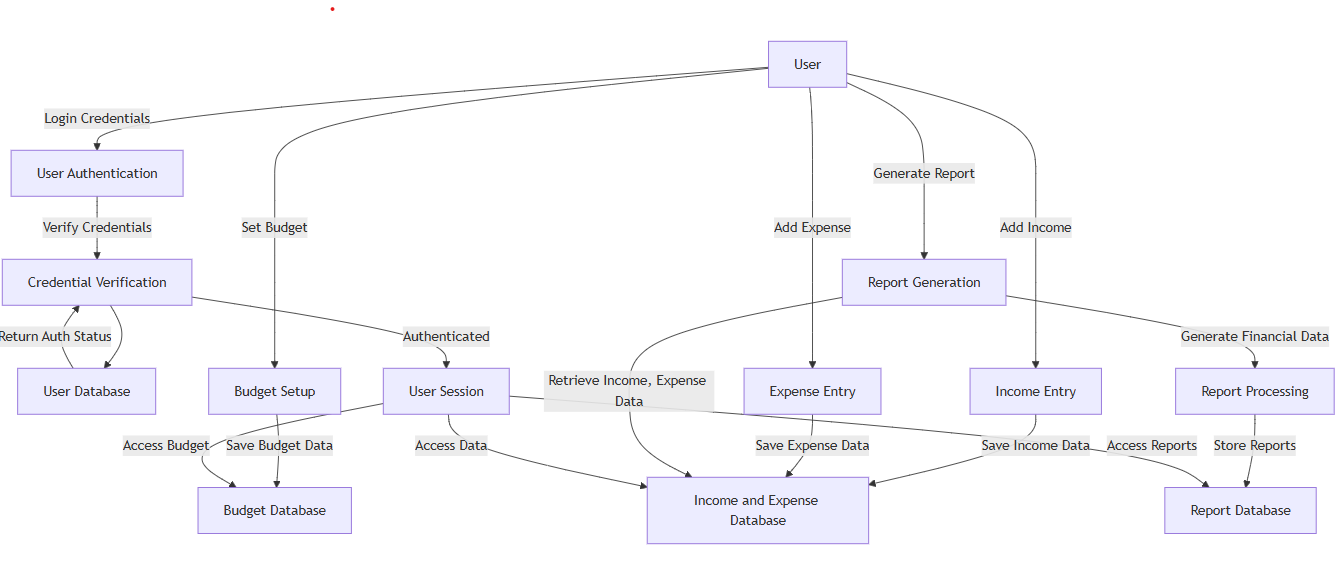 User
Login Credentials
User Authentication
Generate Report
Verify Credentials
Set Budget
Add Expense
Add Income
Credential Verification
Report Generation
Return Auth Status
Authenticated
Generate Financial Data
User Database
Budget Setup
User Session
Retrieve Income, Expense
Data
Expense Entry
Income Entry
Report Processing
Access Budget
Save Budget Data
Access Data
Save Expense Data
Save Income Data
Access Reports
Store Reports
Budget Database
Income and Expense
Database
Report Database